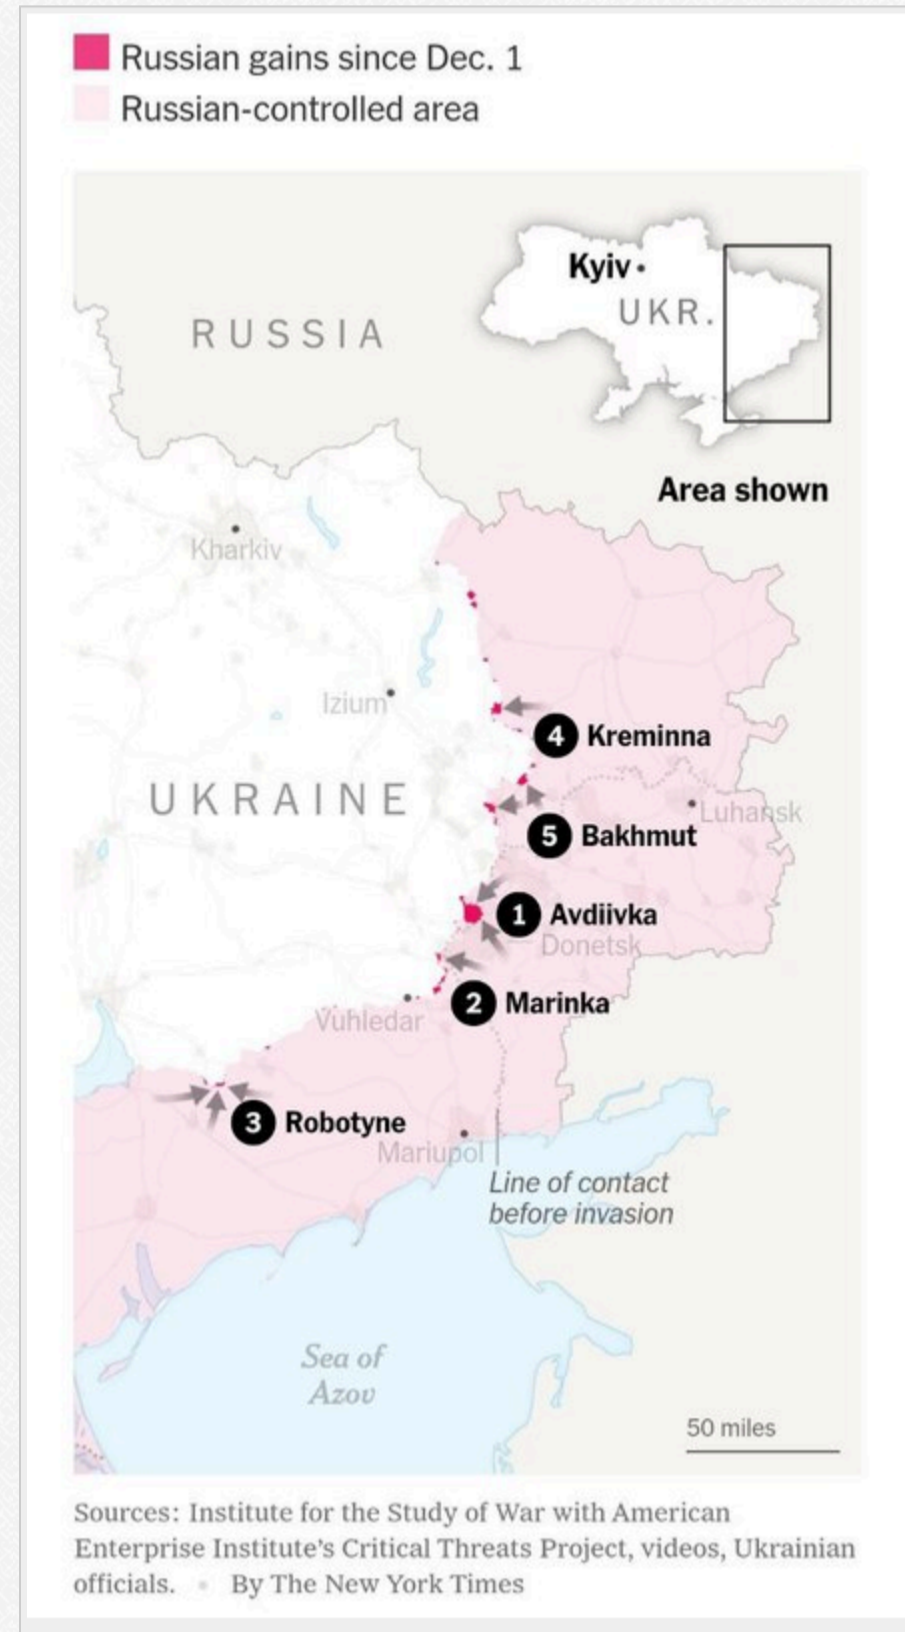 Russian gains since Dec. 1
Russian-controlled area
RUSSIA
Kyiv
UKR.
Area shown
Kharkiv
Izium
4 Kreminna
UKRAINE
Luhansk
5 Bakhmut
1 Avdiivka
Donetsk
2 Marinka
Vuhledar
3 Robotyne
Mariupol
Line of contact
before invasion
Sea of
Azov
50 miles
Sources: Institute for the Study of War with American
Enterprise Institute’s Critical Threats Project, videos, Ukrainian
officials. • By The New York Times